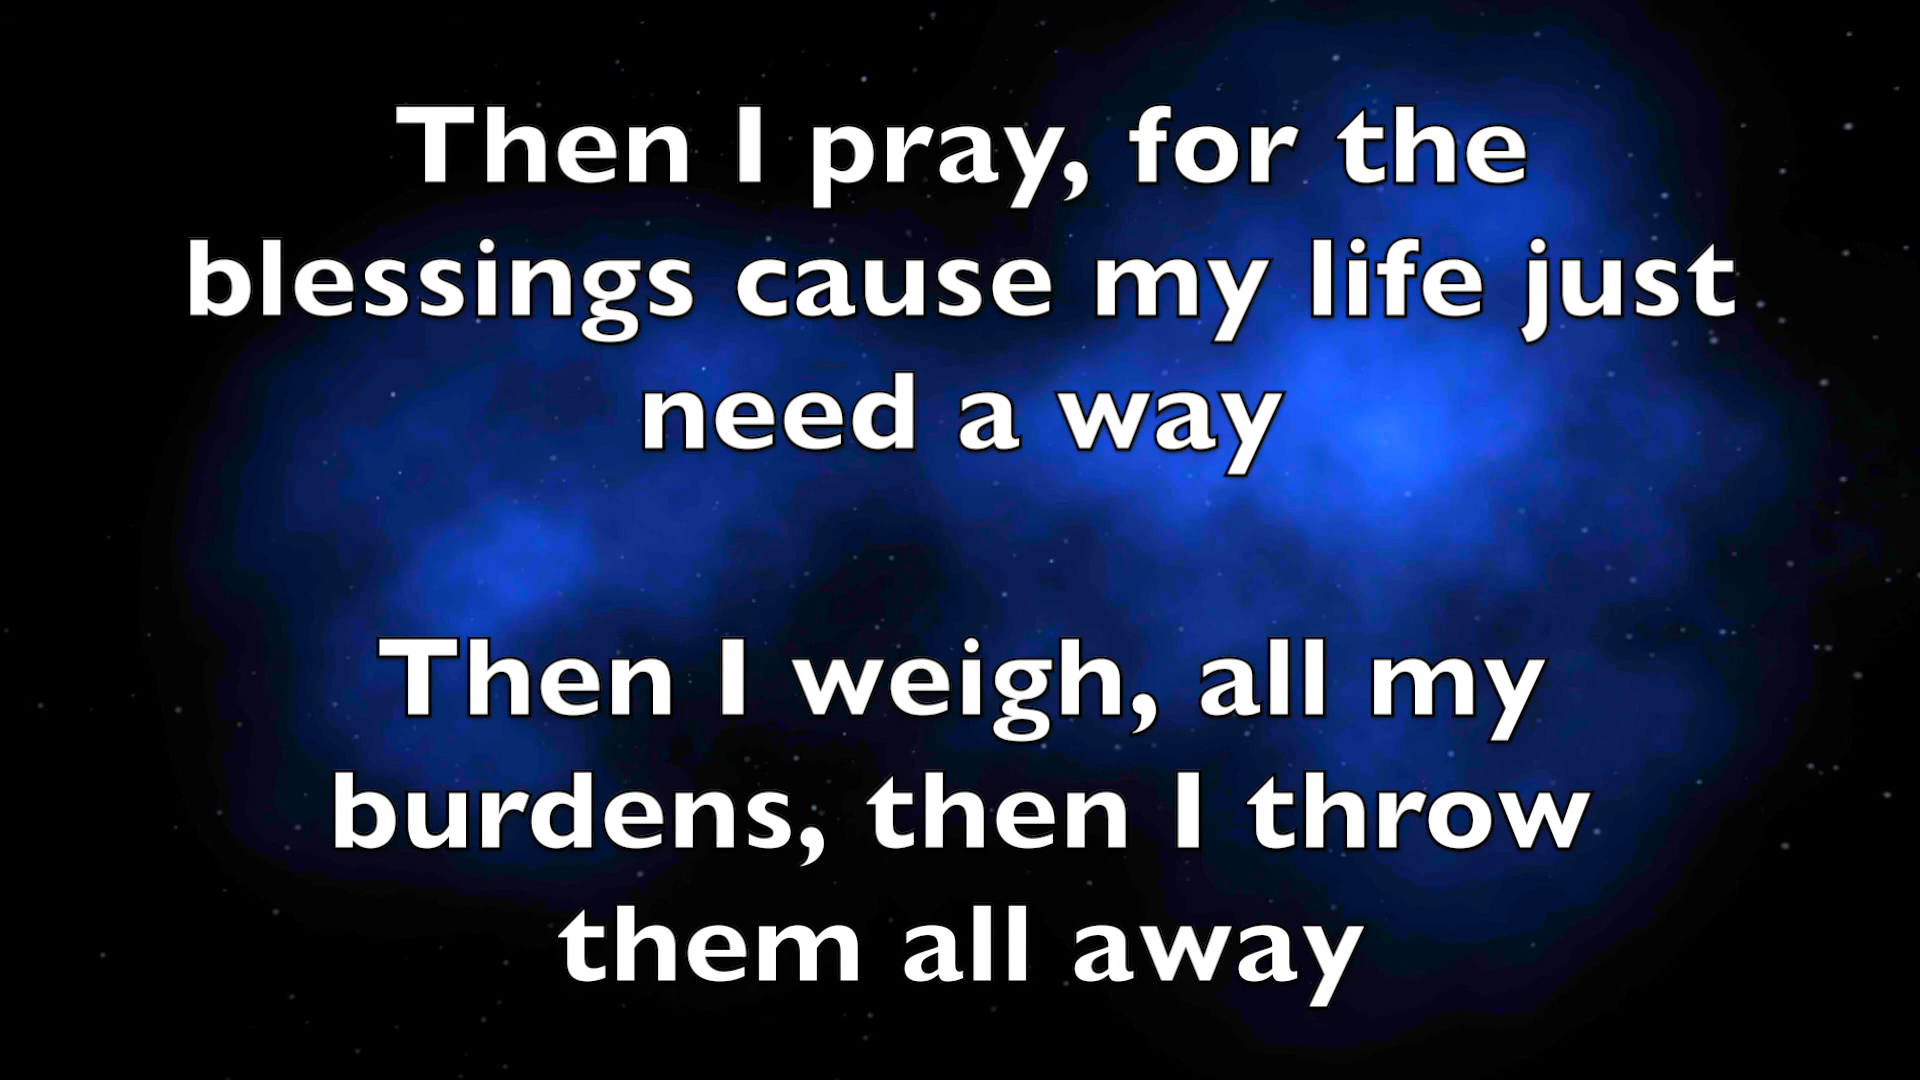 Then I pray, for the
blessings cause my life just
need a way
Then I weigh, all my
burdens, then I throw
them all away